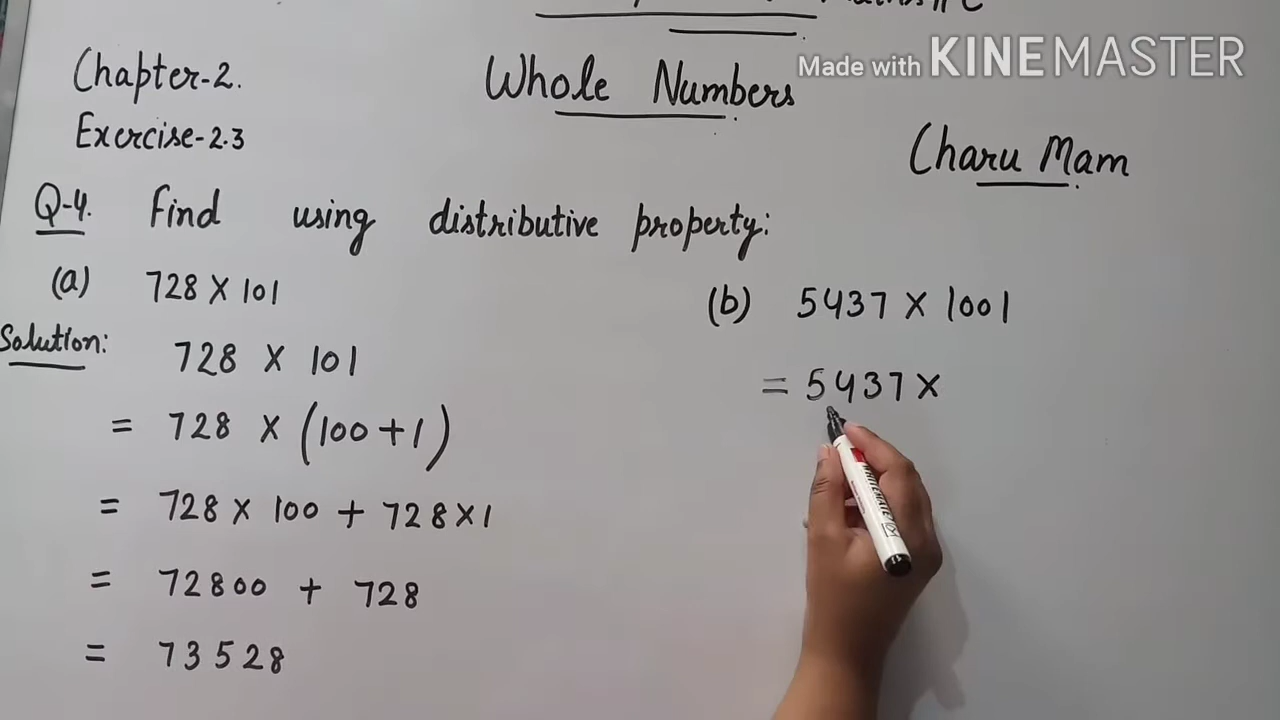 Made with KINEMASTER
Chapter-2.
Exercise-2.3
Whole Numbers
Charu Mam
Q-4. Find using distributive property:
(a) 728 X 101
Solution:
728 X 101
= 728 X (100 + 1)
= 728 X 100 + 728 X 1
= 72800 + 728
= 73528
(b) 5437 X 1001
= 5437 X
WHITEMATE